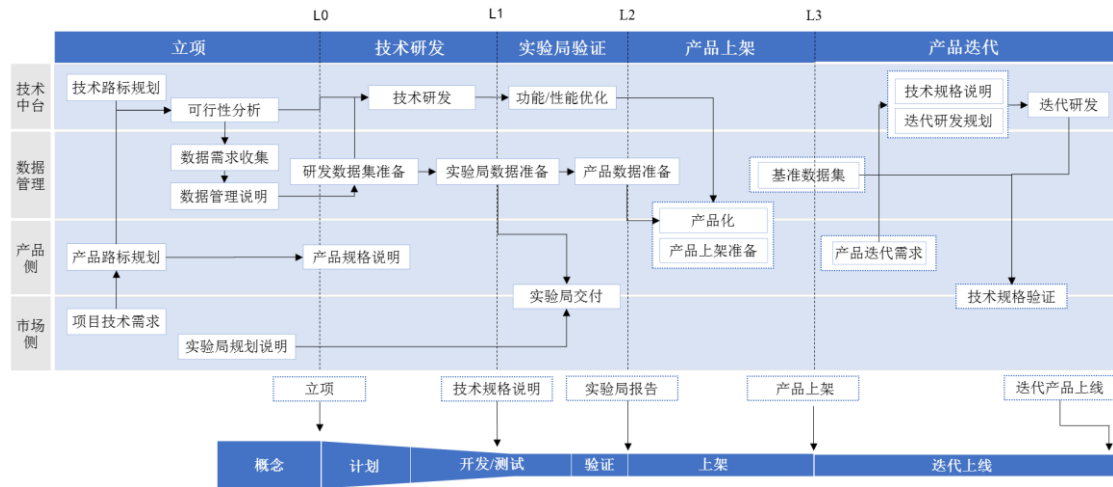 L0
L1
L2
L3
立项
技术研发
实验局验证
产品上架
产品迭代
技术
中台
技术路标规划
可行性分析
技术研发
功能/性能优化
技术规格说明
迭代研发规划
迭代研发
数据
管理
数据需求收集
数据管理说明
研发数据集准备
实验局数据准备
产品数据准备
基准数据集
产品化
产品上架准备
产品
侧
产品路标规划
产品规格说明
产品迭代需求
实验局交付
技术规格验证
市场
侧
项目技术需求
实验局规划说明
立项
技术规格说明
实验局报告
产品上架
迭代产品上线
概念
计划
开发/测试
验证
上架
迭代上线